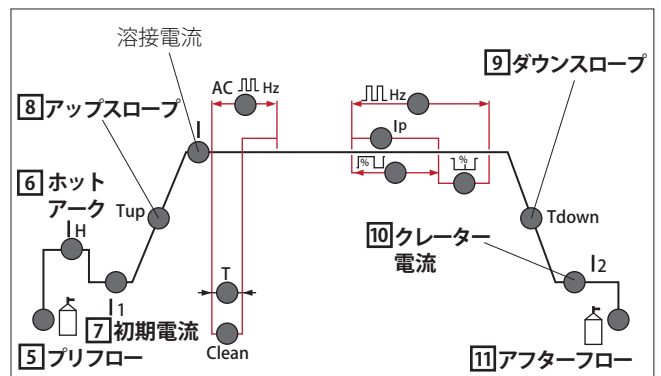 溶接電流
AC Hz
Hz
9 ダウンスロープ
8 アップスロープ
I
Ip
%
%
6 ホット
アーク
IH
Tup
Tdown
10 クレーター
電流
I1
T
I2
7 初期電流
Clean
5 プリフロー
11 アフターフロー